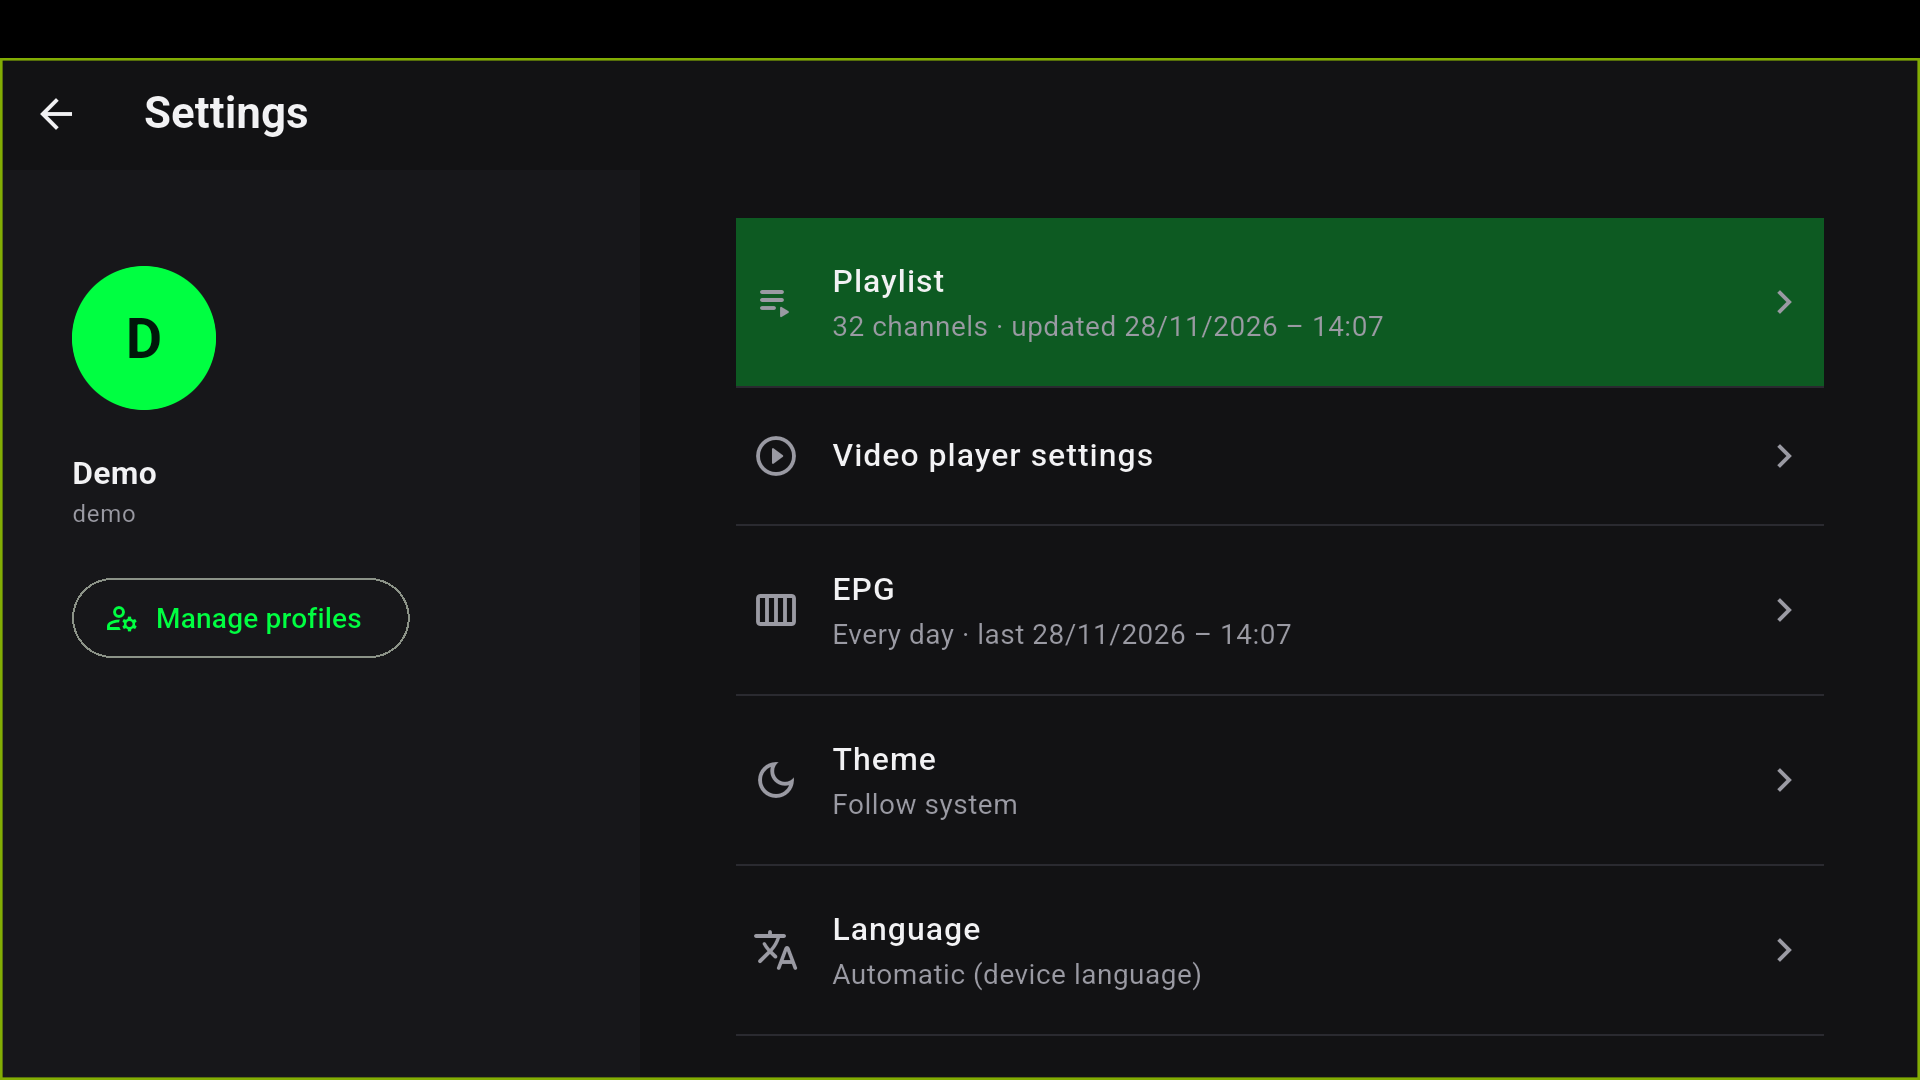 Settings
D
Demo
demo
Manage profiles
Playlist
32 channels · updated 28/11/2026 – 14:07
Video player settings
EPG
Every day · last 28/11/2026 – 14:07
Theme
Follow system
Language
Automatic (device language)